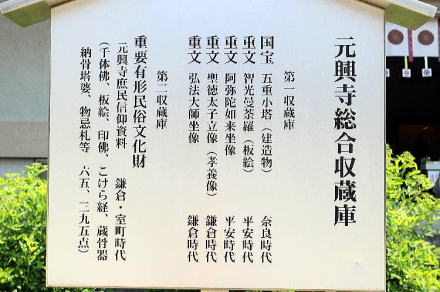 元興寺総合収蔵庫
第一収蔵庫
国宝 五重小塔(建造物) 奈良時代
重文 智光曼荼羅(板絵) 平安時代
重文 阿弥陀如来坐像 平安時代
重文 聖徳太子立像(孝養像) 鎌倉時代
重文 弘法大師坐像 鎌倉時代
第二収蔵庫
重要有形民俗文化財
元興寺庶民信仰資料 鎌倉・室町時代
(千体佛、板絵、印佛、こけら経、蔵骨器
納骨塔婆、物忌札等 六五、三九五点)